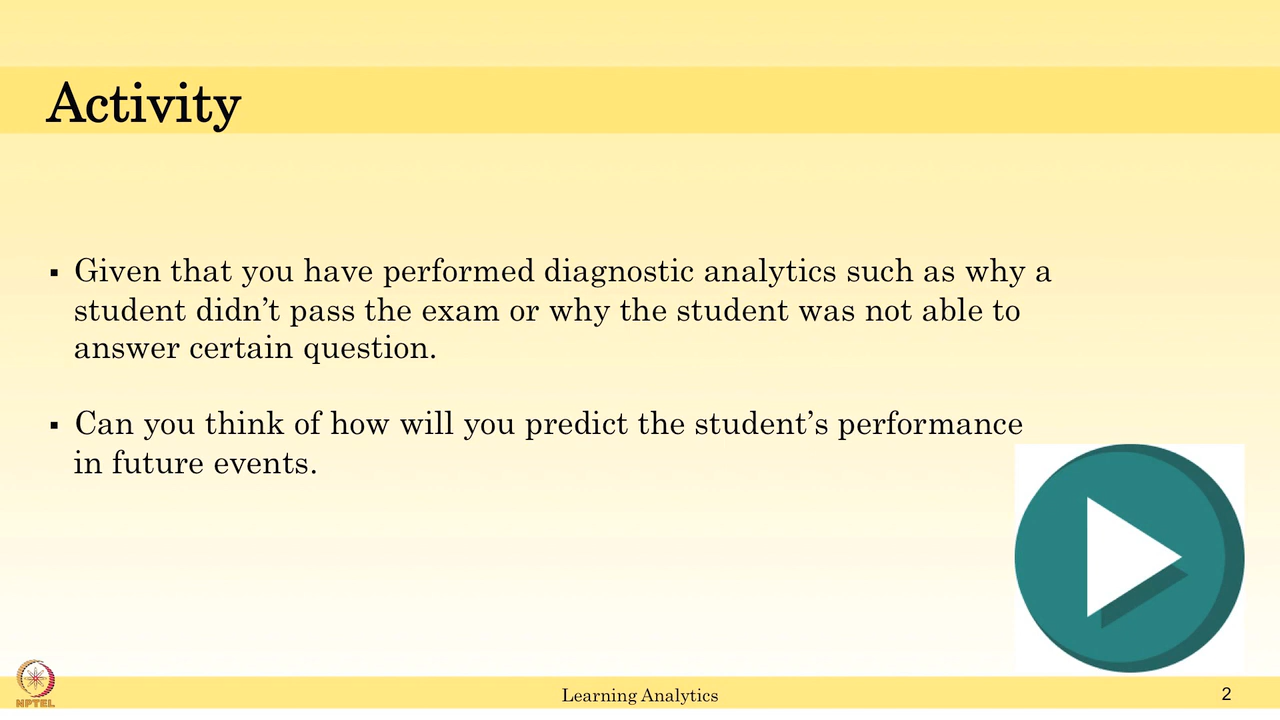 Activity
▪ Given that you have performed diagnostic analytics such as why a
student didn’t pass the exam or why the student was not able to
answer certain question.
▪ Can you think of how will you predict the student’s performance
in future events.
NPTEL
Learning Analytics
2